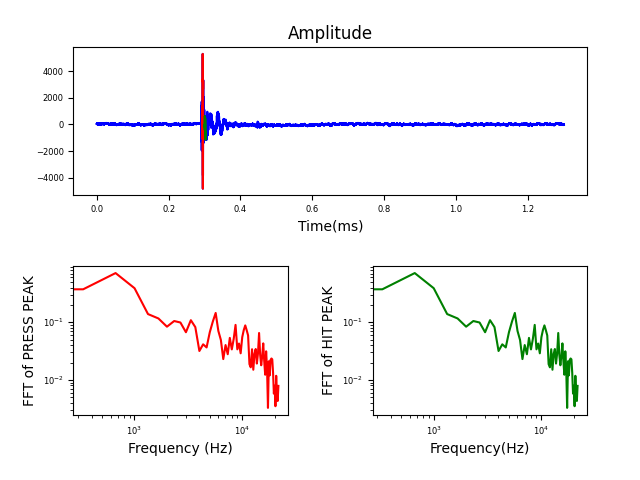 Amplitude
4000
2000
0
−2000
−4000
0.0 0.2 0.4 0.6 0.8 1.0 1.2
Time(ms)
FFT of PRESS PEAK
10⁻¹
10⁻²
10³ 10⁴
Frequency (Hz)
FFT of HIT PEAK
10⁻¹
10⁻²
10³ 10⁴
Frequency(Hz)